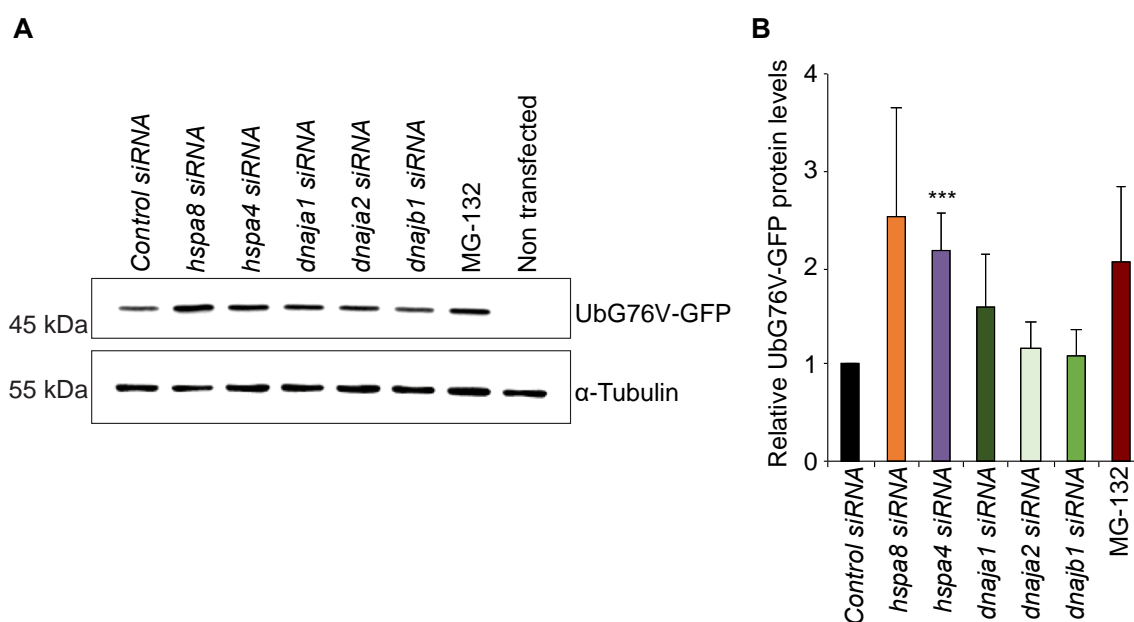 A
Control siRNA
hspa8 siRNA
hspa4 siRNA
dnaja1 siRNA
dnaja2 siRNA
dnajb1 siRNA
MG-132
Non transfected
45 kDa
UbG76V-GFP
55 kDa
α-Tubulin
B
Relative UbG76V-GFP protein levels
4
3
2
1
0
***
Control siRNA
hspa8 siRNA
hspa4 siRNA
dnaja1 siRNA
dnaja2 siRNA
dnajb1 siRNA
MG-132